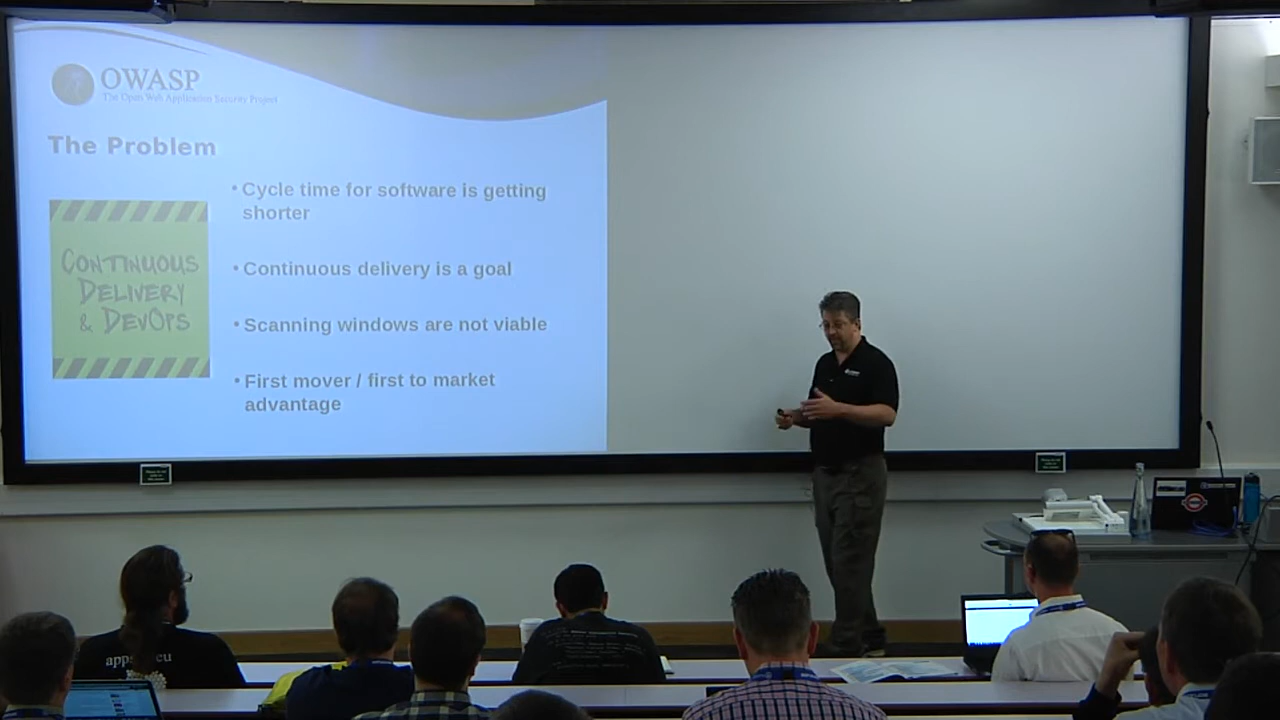 OWASP
The Open Web Application Security Project
The Problem
CONTINUOUS
DELIVERY
& DEVOPS
• Cycle time for software is getting
shorter
• Continuous delivery is a goal
• Scanning windows are not viable
• First mover / first to market
advantage